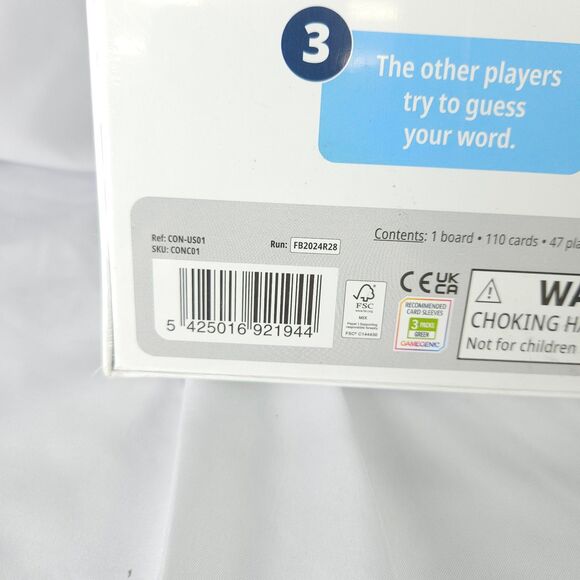 3
The other players
try to guess
your word.
Ref: CON-US01
SKU: CONC01
Run: FB2024R28
Contents: 1 board • 110 cards • 47 pla
5 425016 921944
FSC
MIX
FSC® C144430
CE UK
CA
RECOMMENDED
CARD SLEEVES
3 PACKS
GREEN
GAMEGENIC
WA
CHOKING HA
Not for children